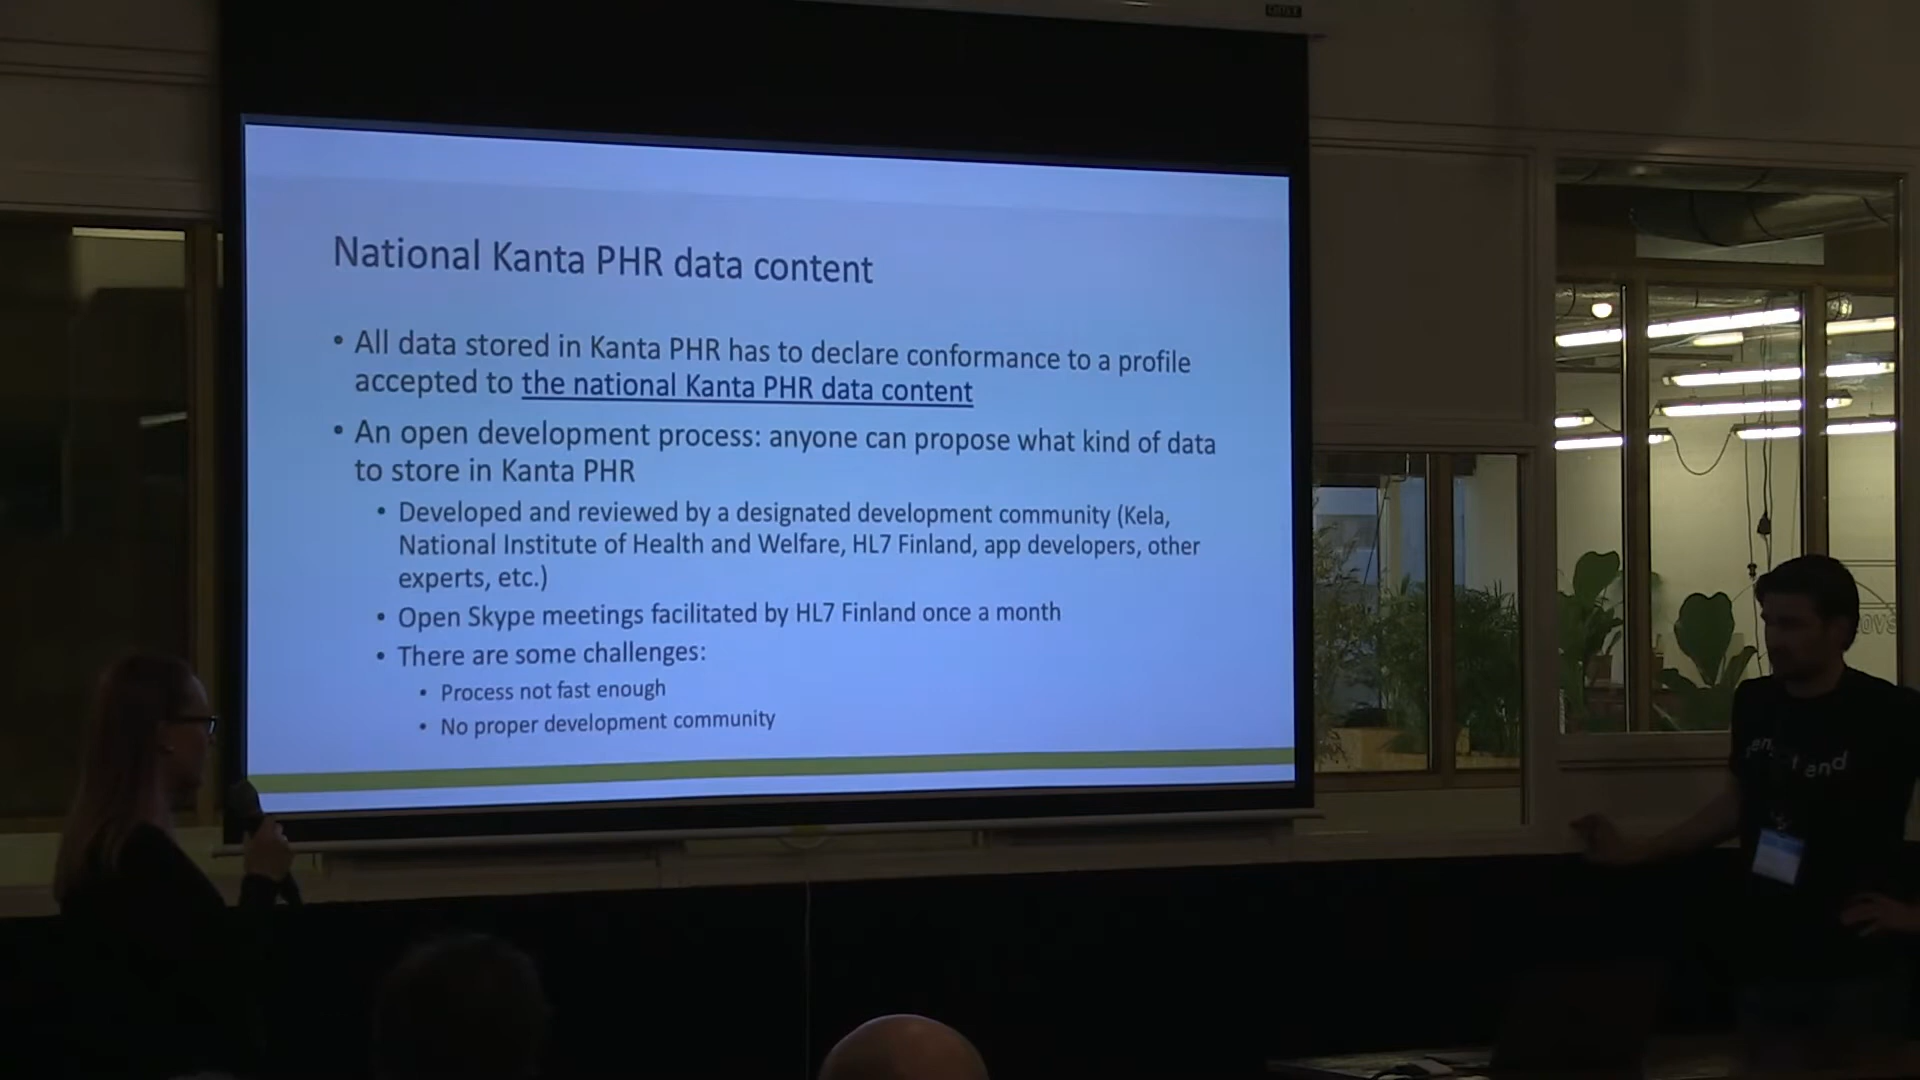 National Kanta PHR data content
• All data stored in Kanta PHR has to declare conformance to a profile
accepted to the national Kanta PHR data content
• An open development process: anyone can propose what kind of data
to store in Kanta PHR
• Developed and reviewed by a designated development community (Kela,
National Institute of Health and Welfare, HL7 Finland, app developers, other
experts, etc.)
• Open Skype meetings facilitated by HL7 Finland once a month
• There are some challenges:
• Process not fast enough
• No proper development community
end